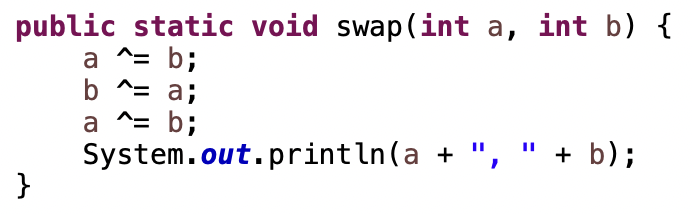 public static void swap(int a, int b) {
    a ^= b;
    b ^= a;
    a ^= b;
    System.out.println(a + ", " + b);
}